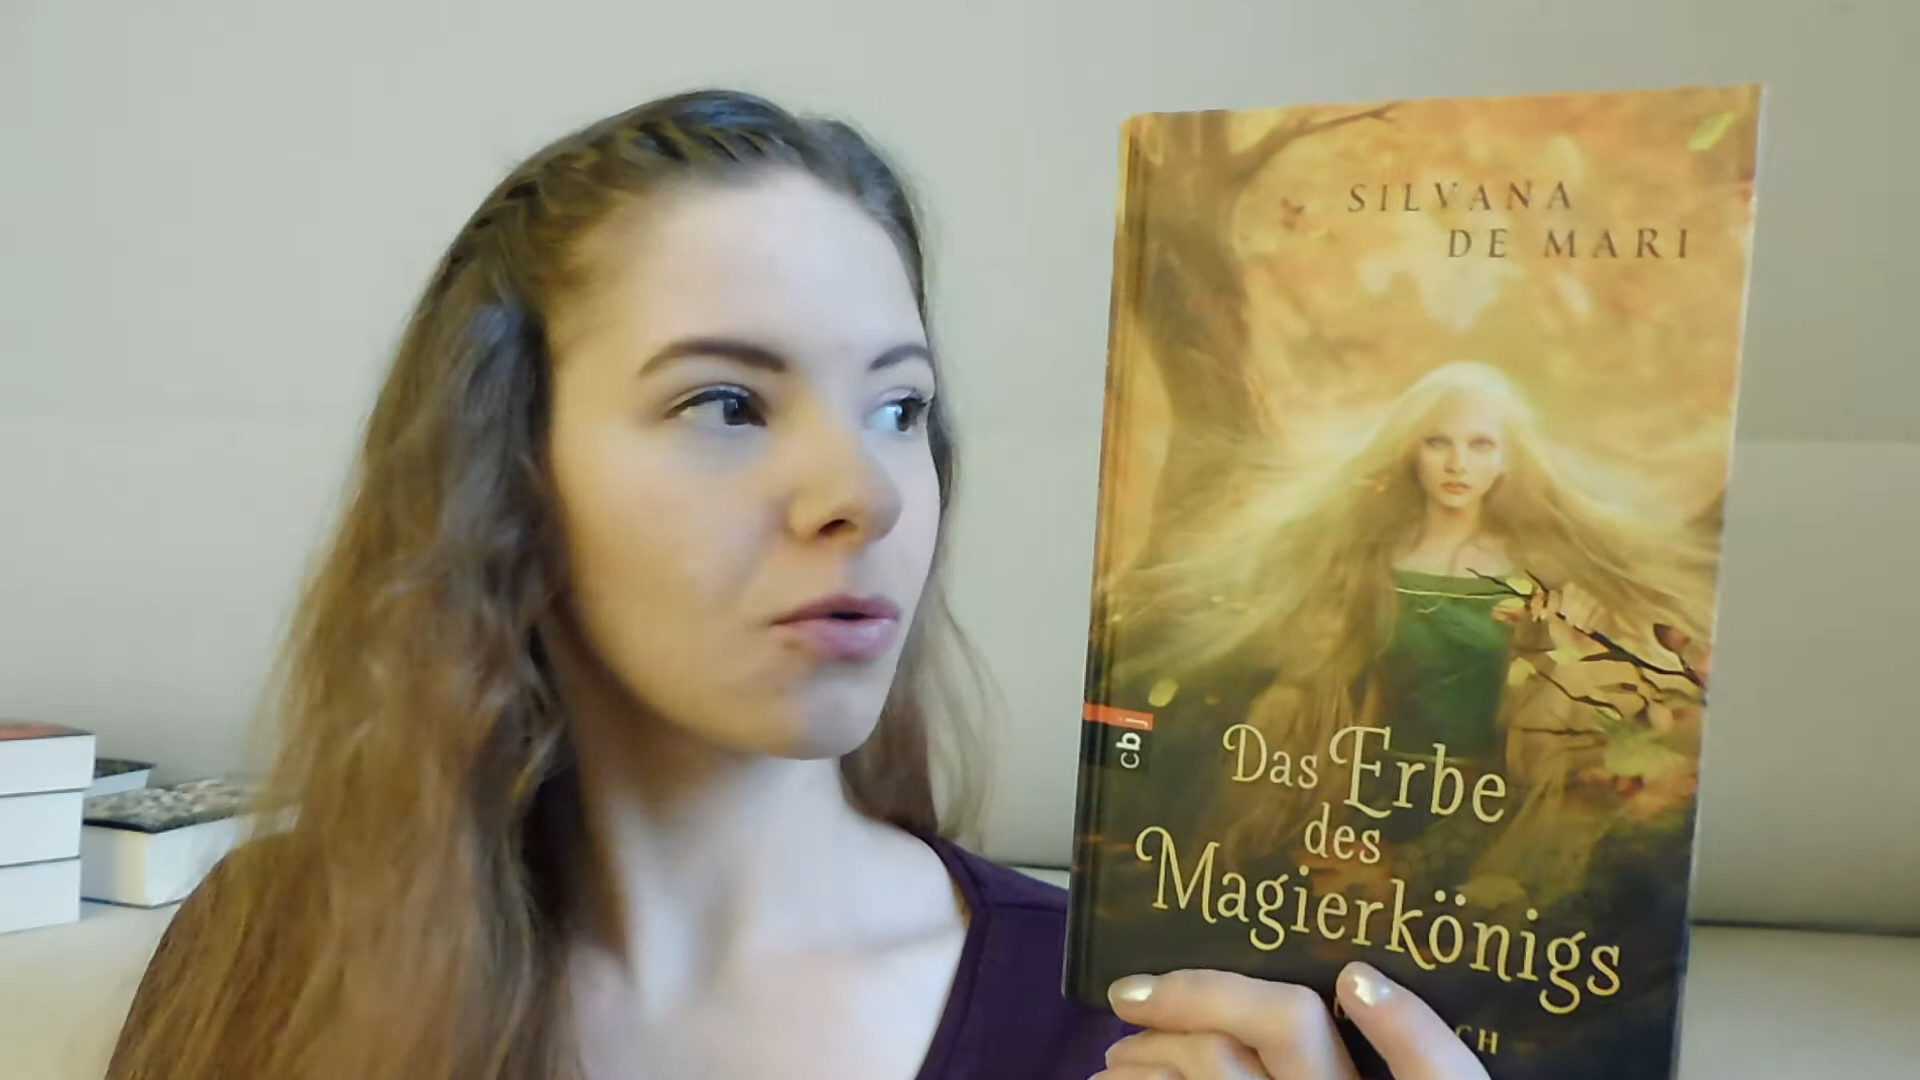 SILVANA
DE MARI
cbj
Das Erbe
des
Magierkönigs